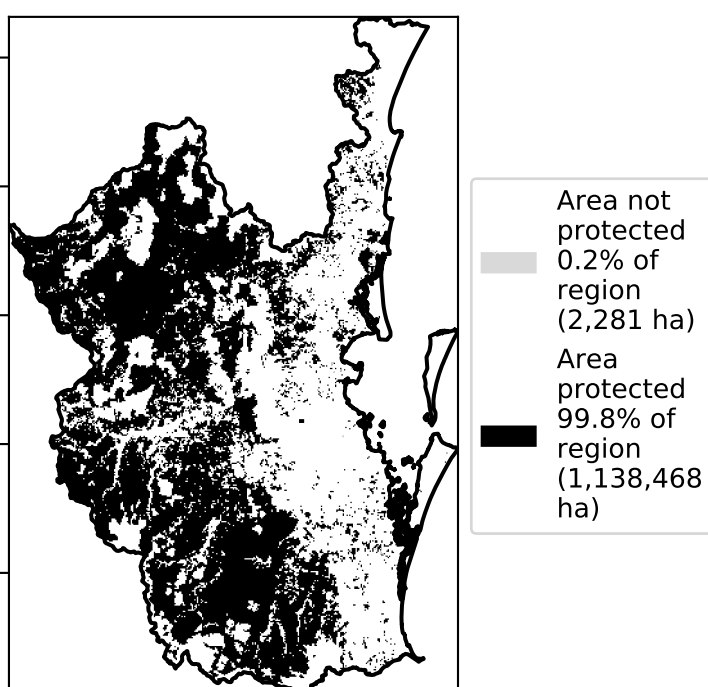 Area not
protected
0.2% of
region
(2,281 ha)
Area
protected
99.8% of
region
(1,138,468
ha)